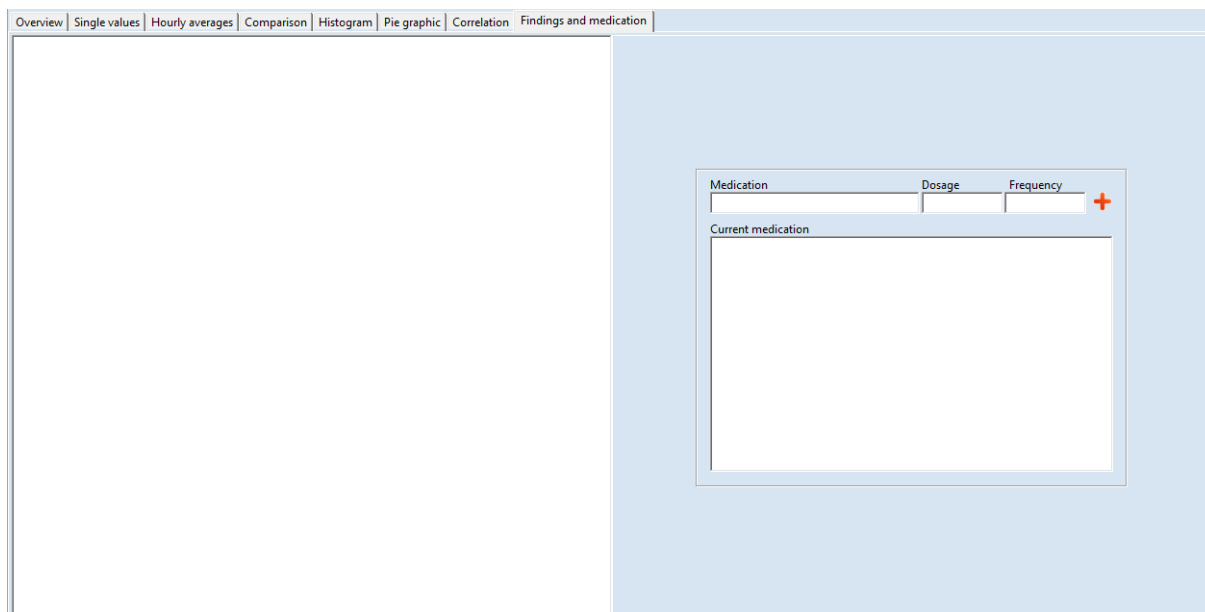 Overview Single values Hourly averages Comparison Histogram Pie graphic Correlation Findings and medication
Medication Dosage Frequency
Current medication